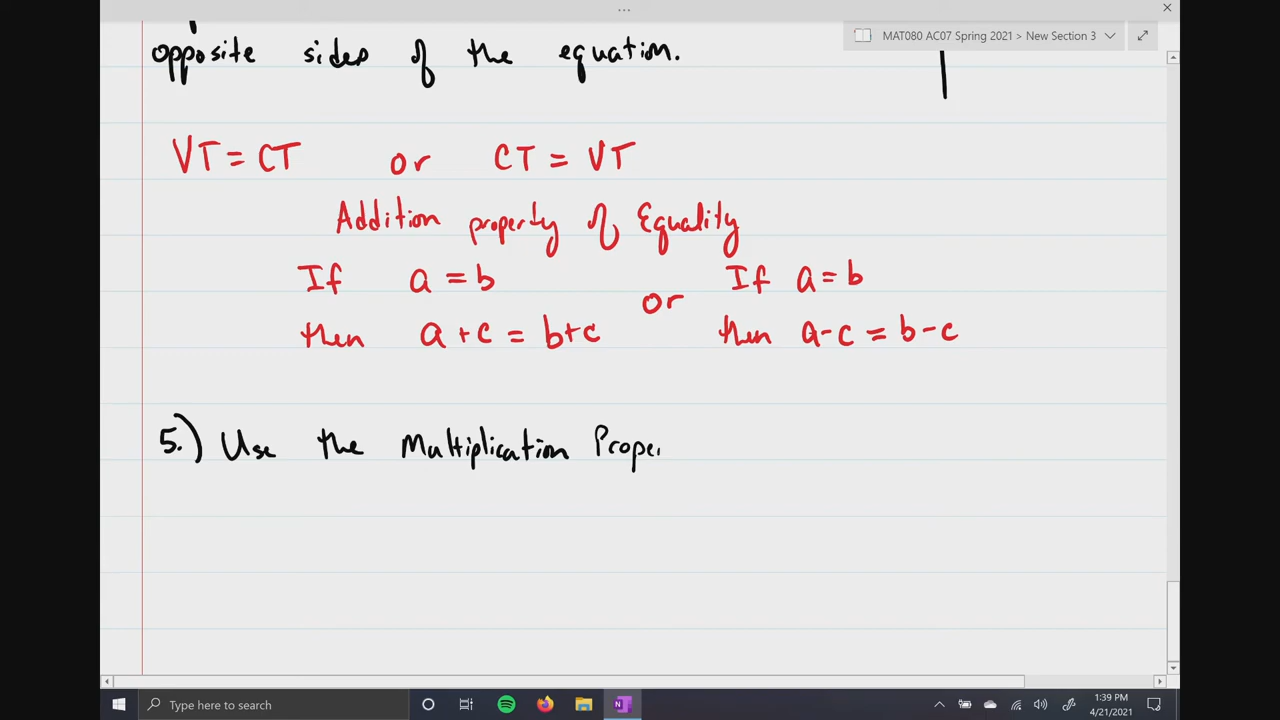 MAT080 AC07 Spring 2021 > New Section 3
opposite sides of the equation.
VT = CT or CT = VT
Addition property of Equality
If a = b or If a = b
then a + c = b + c then a - c = b - c
5.) Use the Multiplication Proper
Type here to search
1:39 PM
4/21/2021